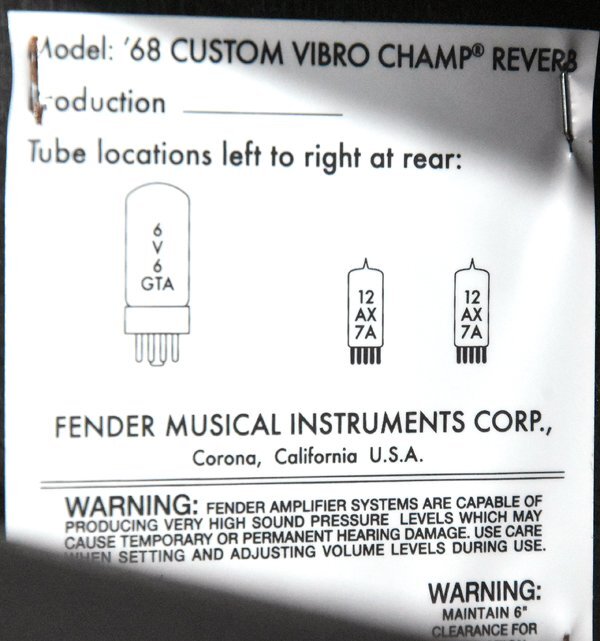 Model: '68 CUSTOM VIBRO CHAMP® REVERB
Production
Tube locations left to right at rear:
6
V
6
GTA
12
AX
7A
12
AX
7A
FENDER MUSICAL INSTRUMENTS CORP.,
Corona, California U.S.A.
WARNING: FENDER AMPLIFIER SYSTEMS ARE CAPABLE OF
PRODUCING VERY HIGH SOUND PRESSURE LEVELS WHICH MAY
CAUSE TEMPORARY OR PERMANENT HEARING DAMAGE. USE CARE
WHEN SETTING AND ADJUSTING VOLUME LEVELS DURING USE.
WARNING:
MAINTAIN 6"
CLEARANCE FOR